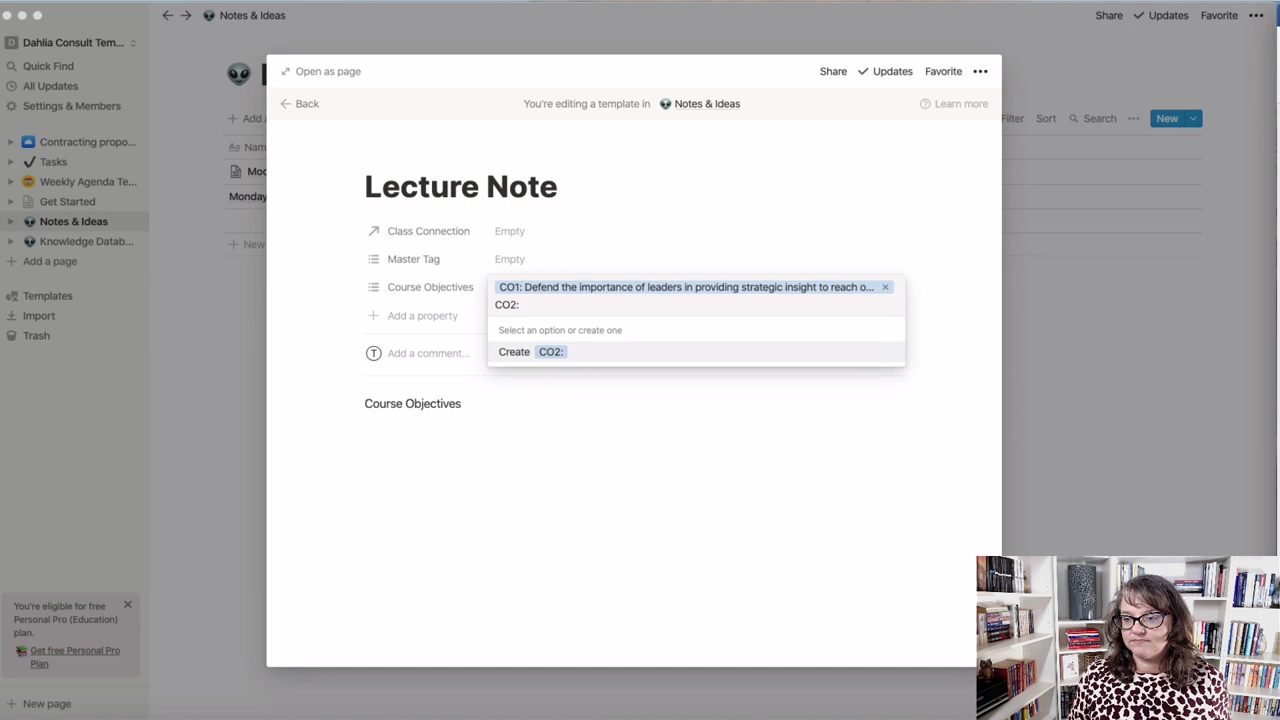 Notes & Ideas
Share Updates Favorite
D Dahlia Consult Tem...
Quick Find
All Updates
Settings & Members
Contracting propo...
Tasks
Weekly Agenda Te...
Get Started
Notes & Ideas
Knowledge Datab...
Add a page
Templates
Import
Trash
You're eligible for free
Personal Pro (Education)
plan.
Get free Personal Pro
Plan
New page
Add a
Filter Sort Search New
Aa Nam
Moc
Monday
New
Open as page
Share Updates Favorite
Back
You're editing a template in Notes & Ideas
Learn more
Lecture Note
Class Connection Empty
Master Tag Empty
Course Objectives CO1: Defend the importance of leaders in providing strategic insight to reach o...
CO2:
Add a property
Select an option or create one
Create CO2:
T Add a comment...
Course Objectives